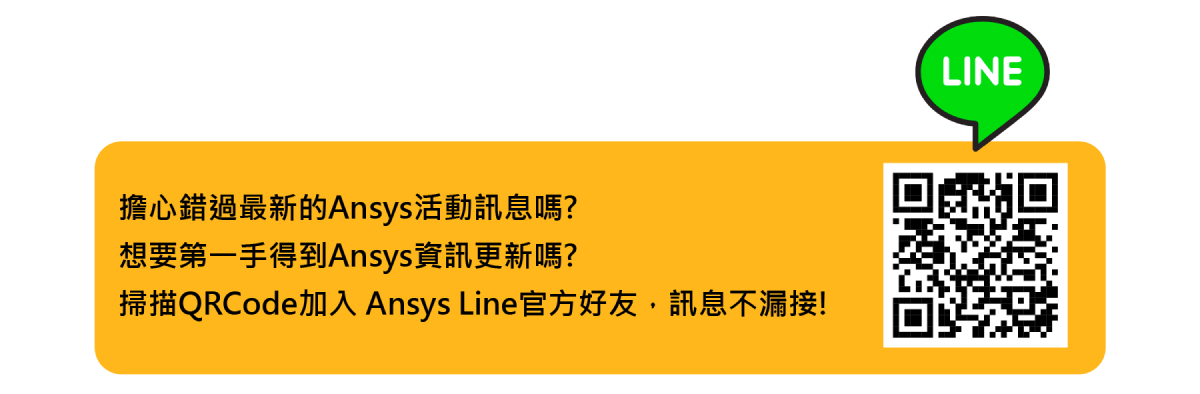 LINE
擔心錯過最新的Ansys活動訊息嗎?
想要第一手得到Ansys資訊更新嗎?
掃描QRCode加入 Ansys Line官方好友，訊息不漏接!